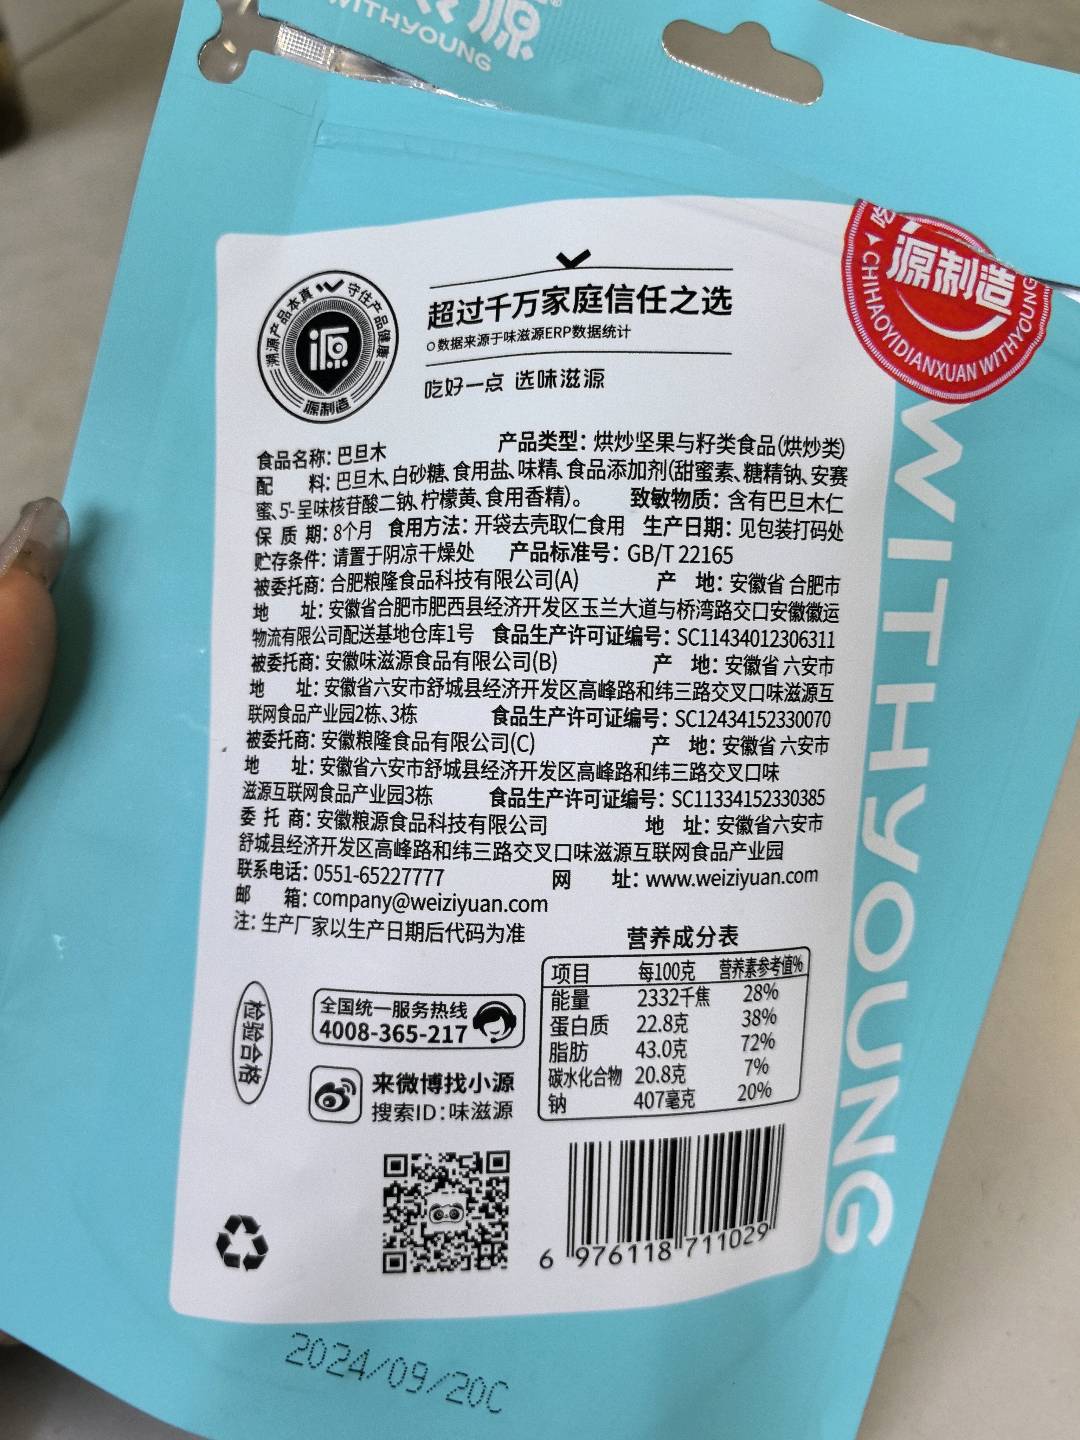 源
WITHYOUNG
溯源产品本真 守住产品健康
源
源制造
超过千万家庭信任之选
数据来源于味滋源ERP数据统计
吃好一点 选味滋源
源制造
CHIHAOYIDIANXUAN WITHYOUNG
食品名称：巴旦木 产品类型：烘炒坚果与籽类食品(烘炒类)
配 料：巴旦木、白砂糖、食用盐、味精、食品添加剂(甜蜜素、糖精钠、安赛
蜜、5'-呈味核苷酸二钠、柠檬黄、食用香精)。 致敏物质：含有巴旦木仁
保质期：8个月 食用方法：开袋去壳取仁食用 生产日期：见包装打码处
贮存条件：请置于阴凉干燥处 产品标准号：GB/T 22165
被委托商：合肥粮隆食品科技有限公司(A) 产 地：安徽省 合肥市
地 址：安徽省合肥市肥西县经济开发区玉兰大道与桥湾路交口安徽徽运
物流有限公司配送基地仓库1号 食品生产许可证编号：SC11434012306311
被委托商：安徽味滋源食品有限公司(B) 产 地：安徽省 六安市
地 址：安徽省六安市舒城县经济开发区高峰路和纬三路交叉口味滋源互
联网食品产业园2栋、3栋 食品生产许可证编号：SC12434152330070
被委托商：安徽粮隆食品有限公司(C) 产 地：安徽省 六安市
地 址：安徽省六安市舒城县经济开发区高峰路和纬三路交叉口味
滋源互联网食品产业园3栋 食品生产许可证编号：SC11334152330385
委 托 商：安徽粮源食品科技有限公司 地 址：安徽省六安市
舒城县经济开发区高峰路和纬三路交叉口味滋源互联网食品产业园
联系电话：0551-65227777 网 址：www.weiziyuan.com
邮 箱：company@weiziyuan.com
注：生产厂家以生产日期后代码为准
营养成分表
项目 每100克 营养素参考值%
能量 2332千焦 28%
蛋白质 22.8克 38%
脂肪 43.0克 72%
碳水化合物 20.8克 7%
钠 407毫克 20%
检验合格
全国统一服务热线
4008-365-217
来微博找小源
搜索ID：味滋源
6 976118 711029
WITHYOUNG
2024/09/20C